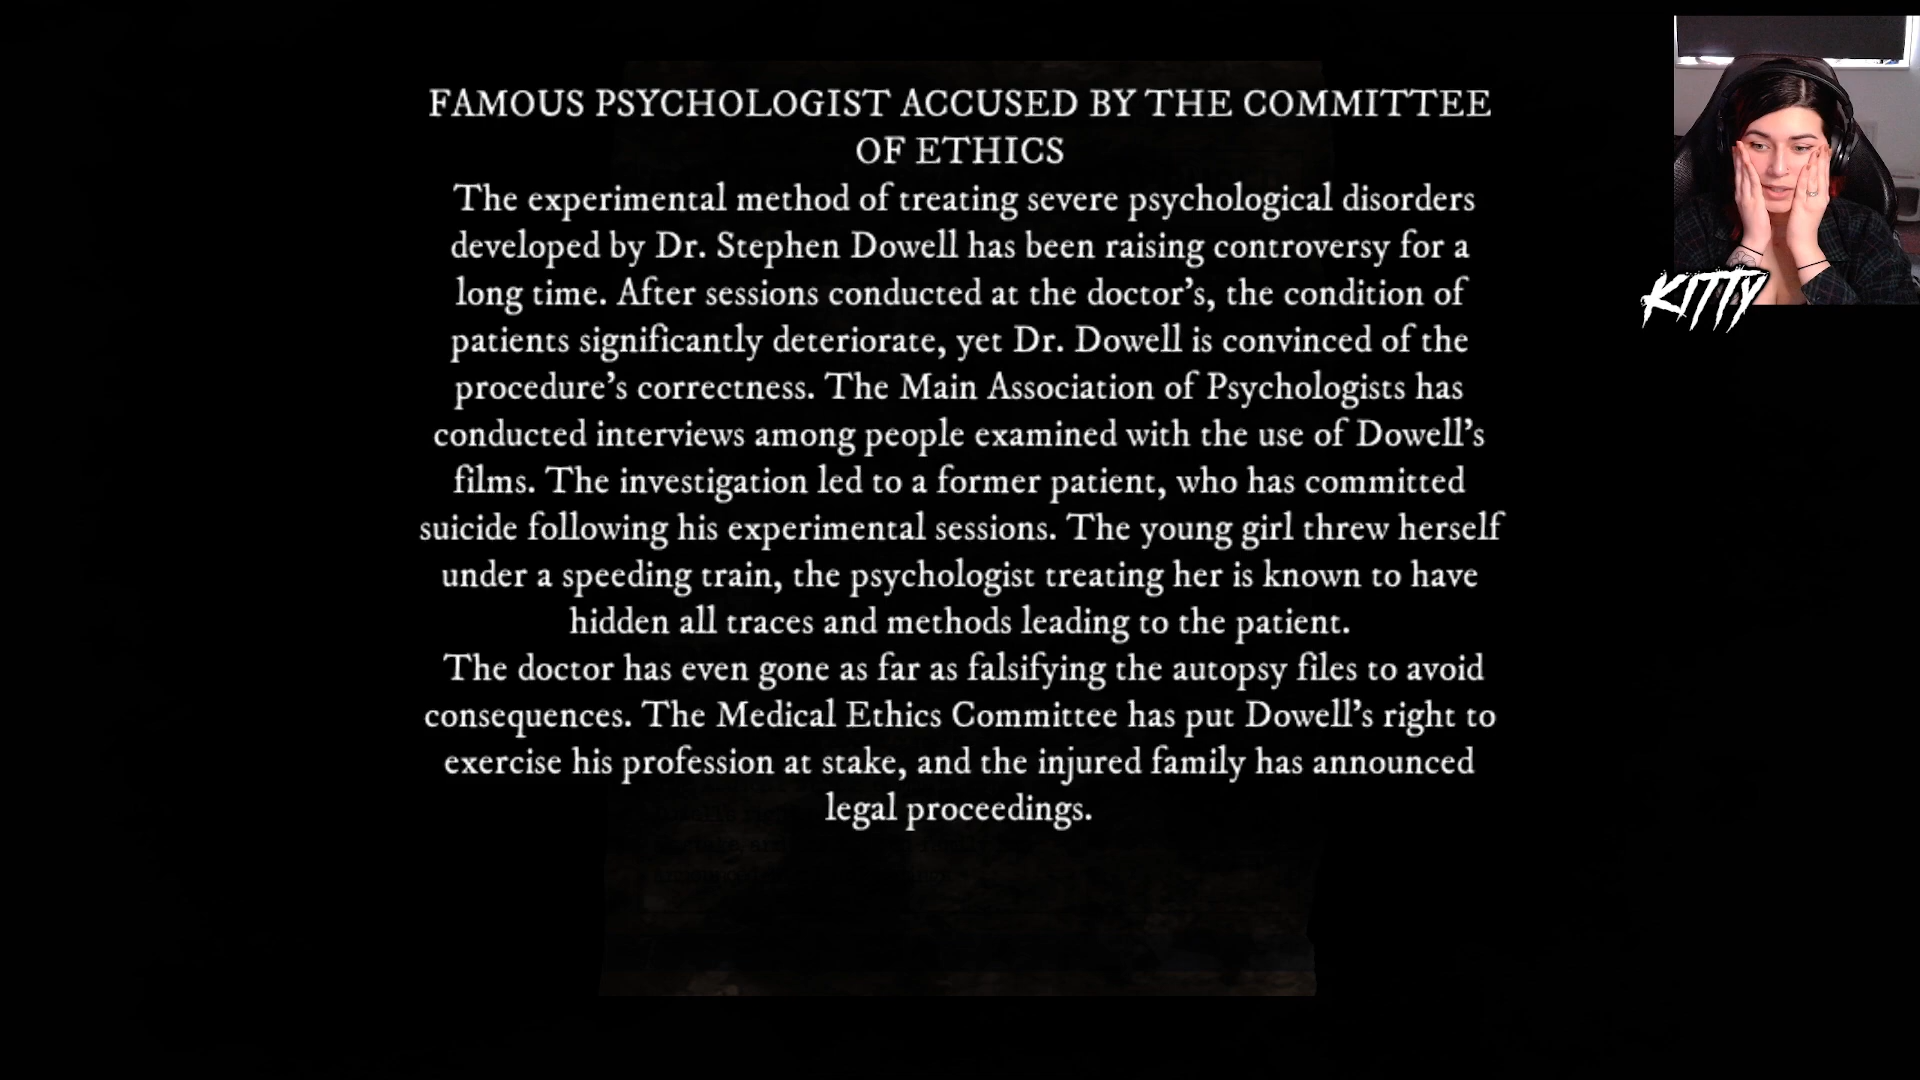 FAMOUS PSYCHOLOGIST ACCUSED BY THE COMMITTEE
OF ETHICS
The experimental method of treating severe psychological disorders
developed by Dr. Stephen Dowell has been raising controversy for a
long time. After sessions conducted at the doctor's, the condition of
patients significantly deteriorate, yet Dr. Dowell is convinced of the
procedure's correctness. The Main Association of Psychologists has
conducted interviews among people examined with the use of Dowell's
films. The investigation led to a former patient, who has committed
suicide following his experimental sessions. The young girl threw herself
under a speeding train, the psychologist treating her is known to have
hidden all traces and methods leading to the patient.
The doctor has even gone as far as falsifying the autopsy files to avoid
consequences. The Medical Ethics Committee has put Dowell's right to
exercise his profession at stake, and the injured family has announced
legal proceedings.
KITTY